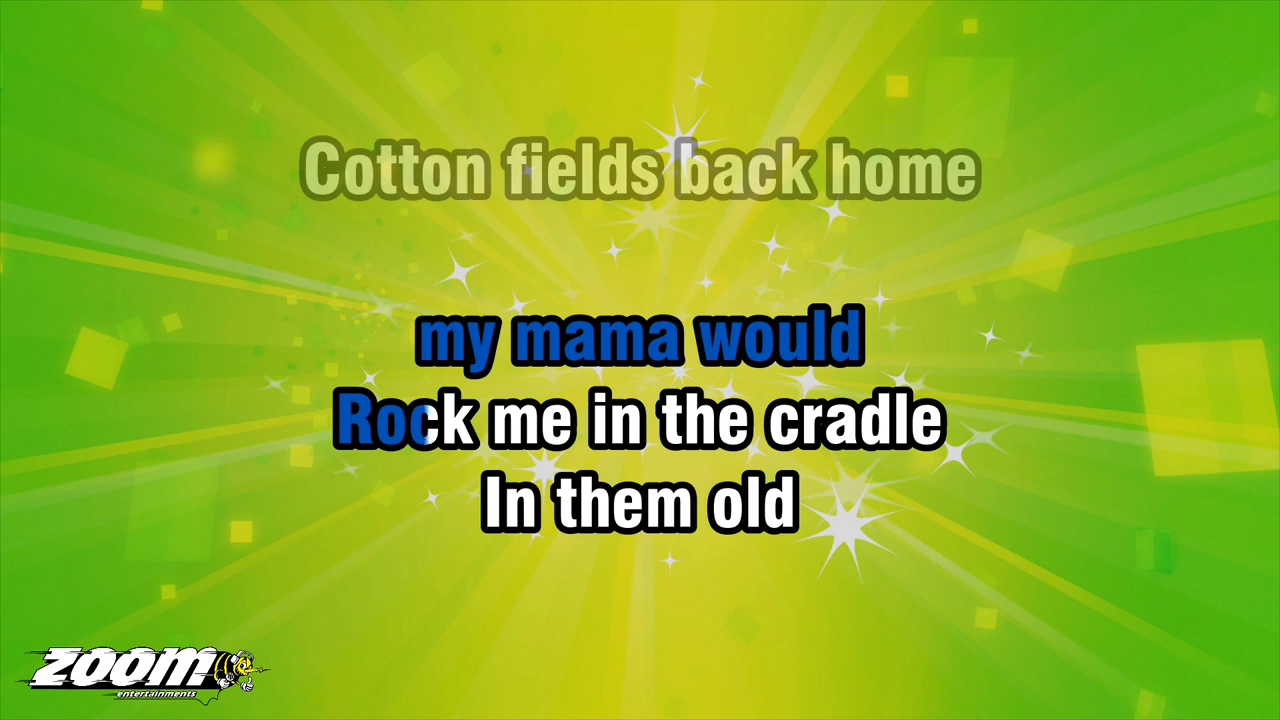 Cotton fields back home
my mama would
Rock me in the cradle
In them old
zoom
entertainments